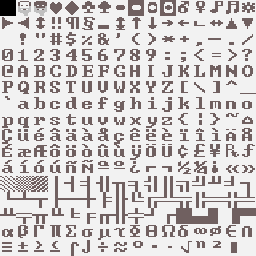 ☺☻♥♦♣♠•◘○◙♂♀♪♫☼
►◄↕‼¶§▬↨↑↓→←∟↔▲▼
!"#$%&'()*+,-./
0123456789:;<=>?
@ABCDEFGHIJKLMNO
PQRSTUVWXYZ[\]^_
`abcdefghijklmno
pqrstuvwxyz{|}~⌂
ÇüéâäàåçêëèïîìÄÅ
ÉæÆôöòûùÿÖÜ¢£¥₧ƒ
áíóúñÑªº¿⌐¬½¼¡«»
αßΓπΣσµτΦΘΩδ∞φε∩
≡±≥≤⌠⌡÷≈°∙·√ⁿ²■